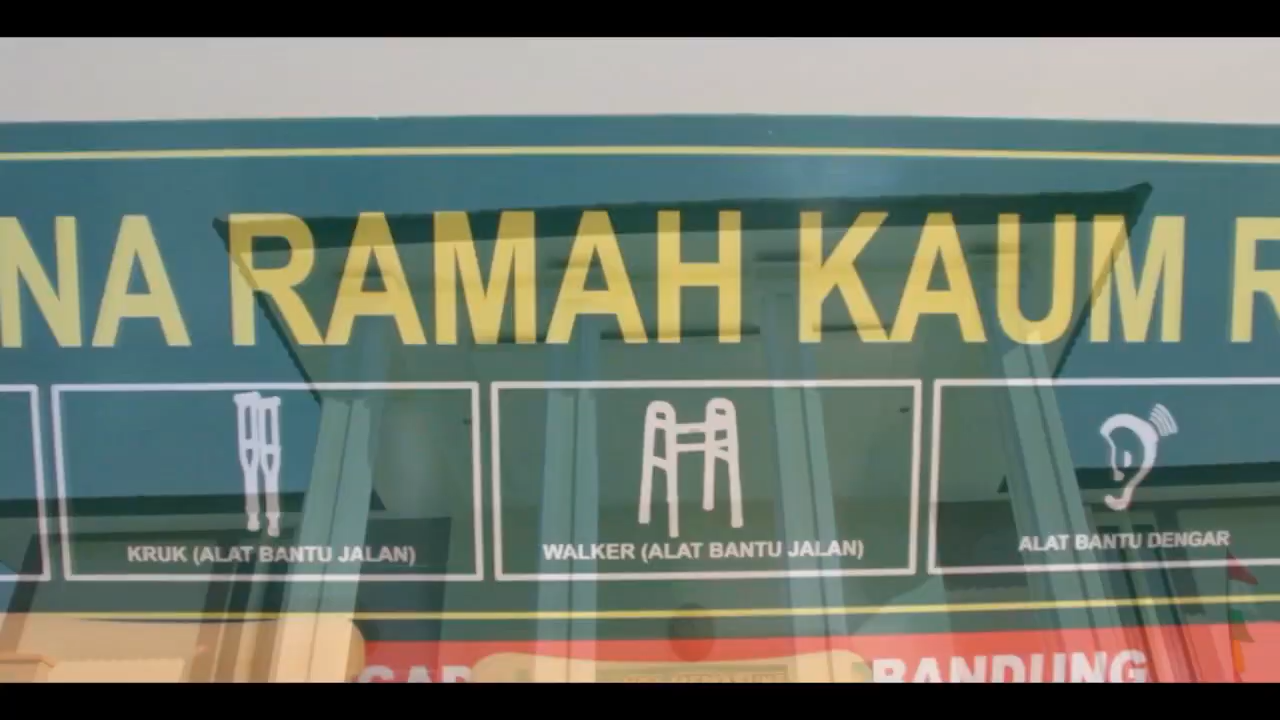 NA RAMAH KAUM R
KRUK (ALAT BANTU JALAN)
WALKER (ALAT BANTU JALAN)
ALAT BANTU DENGAR
BANDUNG